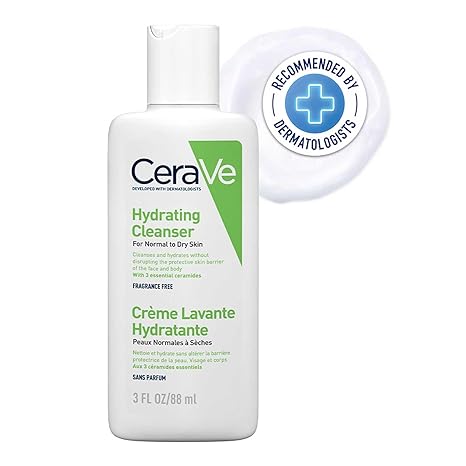 RECOMMENDED BY
DERMATOLOGISTS
CeraVe
DEVELOPED WITH DERMATOLOGISTS
Hydrating
Cleanser
For Normal to Dry Skin
Cleanses and hydrates without
disrupting the protective skin barrier
of the face and body
With 3 essential ceramides
FRAGRANCE FREE
Crème Lavante
Hydratante
Peaux Normales à Sèches
Nettoie et hydrate sans altérer la barrière
protectrice de la peau. Visage et corps
Aux 3 céramides essentiels
SANS PARFUM
3 FL OZ/88 ml